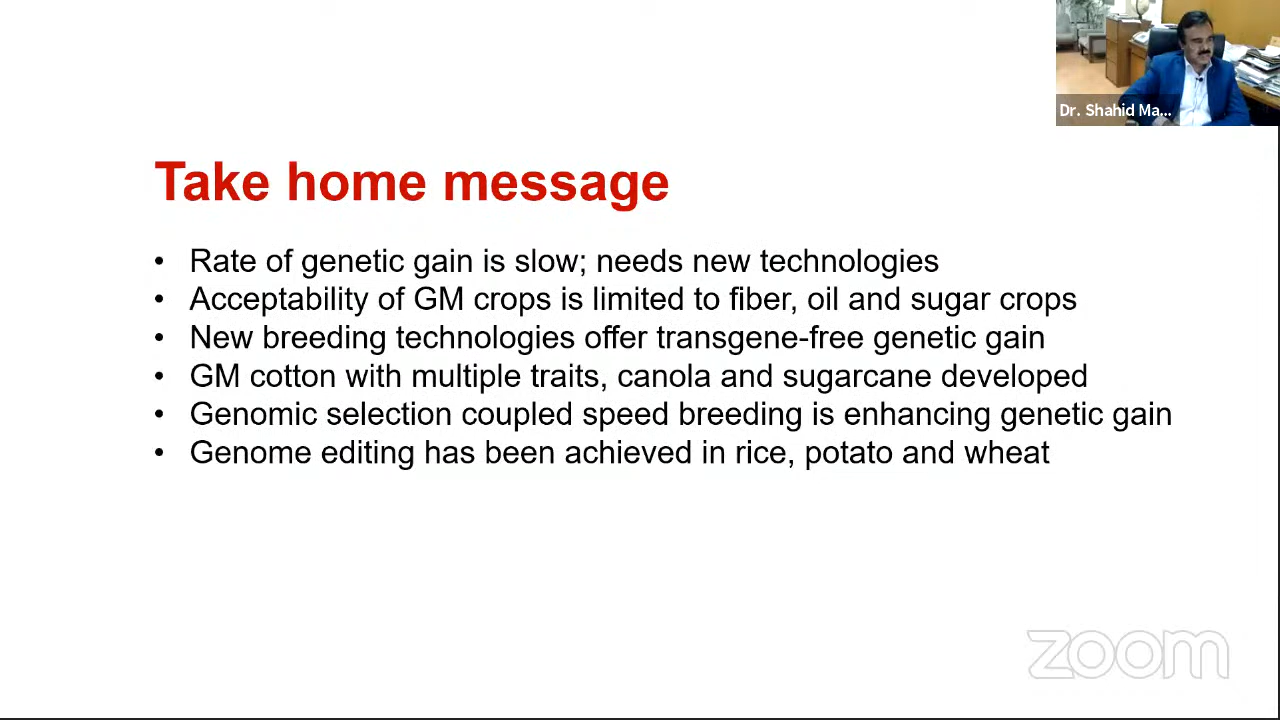 Dr. Shahid Ma...
Take home message
• Rate of genetic gain is slow; needs new technologies
• Acceptability of GM crops is limited to fiber, oil and sugar crops
• New breeding technologies offer transgene-free genetic gain
• GM cotton with multiple traits, canola and sugarcane developed
• Genomic selection coupled speed breeding is enhancing genetic gain
• Genome editing has been achieved in rice, potato and wheat
zoom